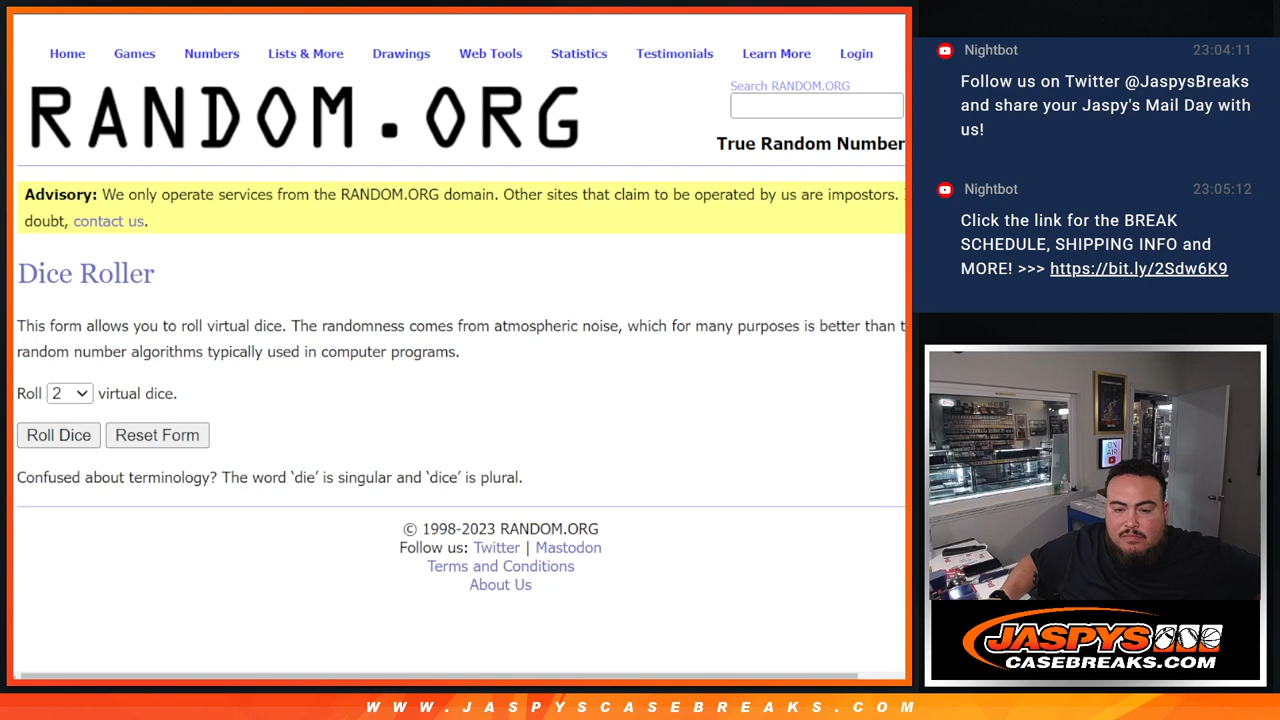 Home Games Numbers Lists & More Drawings Web Tools Statistics Testimonials Learn More Login
RANDOM.ORG
Search RANDOM.ORG
True Random Number
Advisory: We only operate services from the RANDOM.ORG domain. Other sites that claim to be operated by us are impostors.
doubt, contact us.
Dice Roller
This form allows you to roll virtual dice. The randomness comes from atmospheric noise, which for many purposes is better than
random number algorithms typically used in computer programs.
Roll 2 virtual dice.
Roll Dice Reset Form
Confused about terminology? The word ‘die’ is singular and ‘dice’ is plural.
© 1998-2023 RANDOM.ORG
Follow us: Twitter | Mastodon
Terms and Conditions
About Us
Nightbot 23:04:11
Follow us on Twitter @JaspysBreaks
and share your Jaspy's Mail Day with
us!
Nightbot 23:05:12
Click the link for the BREAK
SCHEDULE, SHIPPING INFO and
MORE! >>> https://bit.ly/2Sdw6K9
ON
AIR
JASPYS
CASEBREAKS.COM
WWW.JASPYSCASEBREAKS.COM